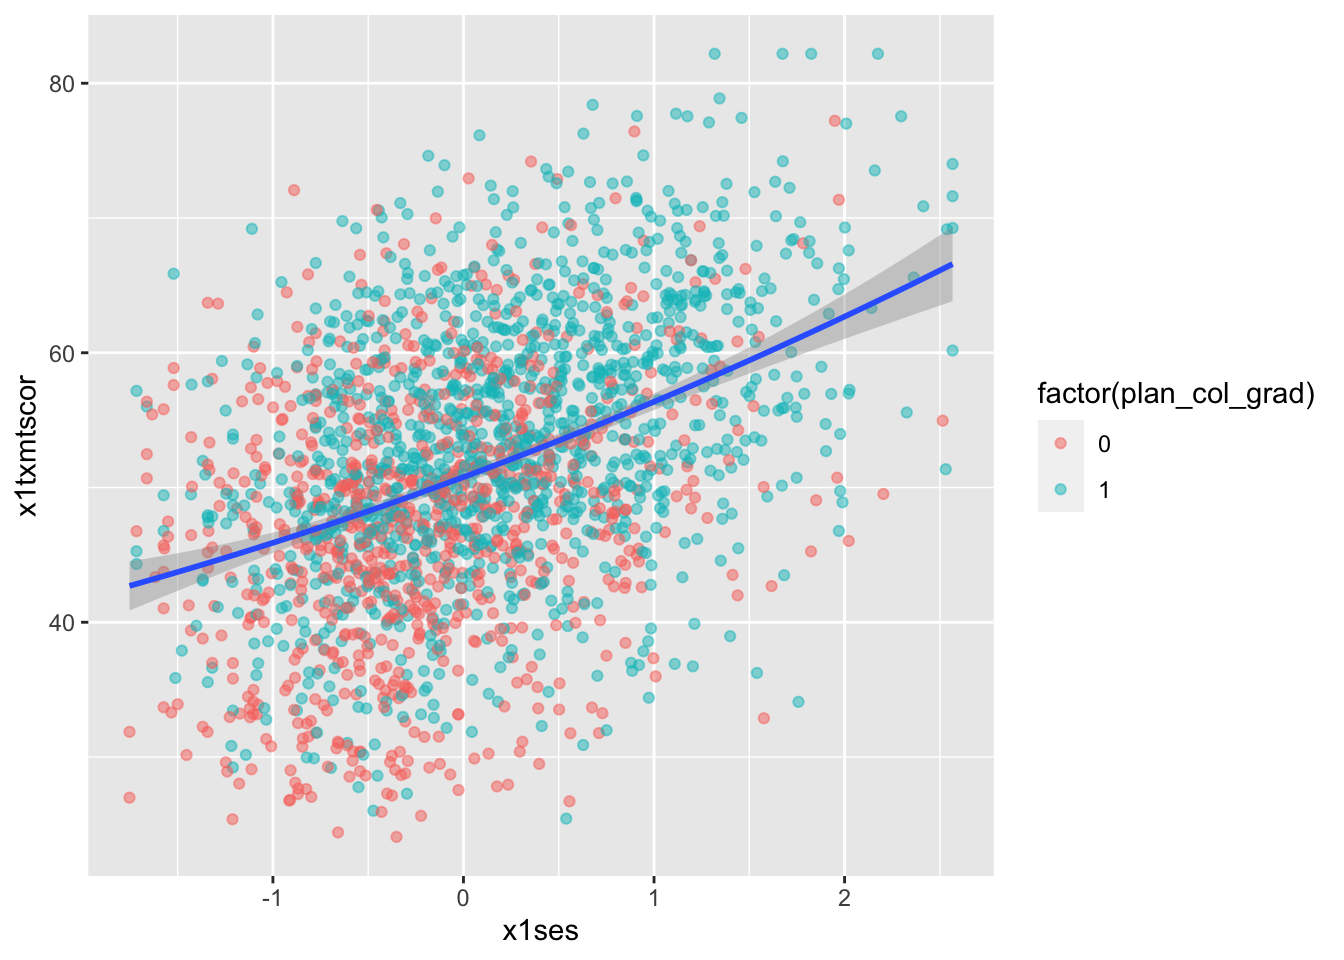 80
60
40
x1txmtscor
-1 0 1 2
x1ses
factor(plan_col_grad)
0
1